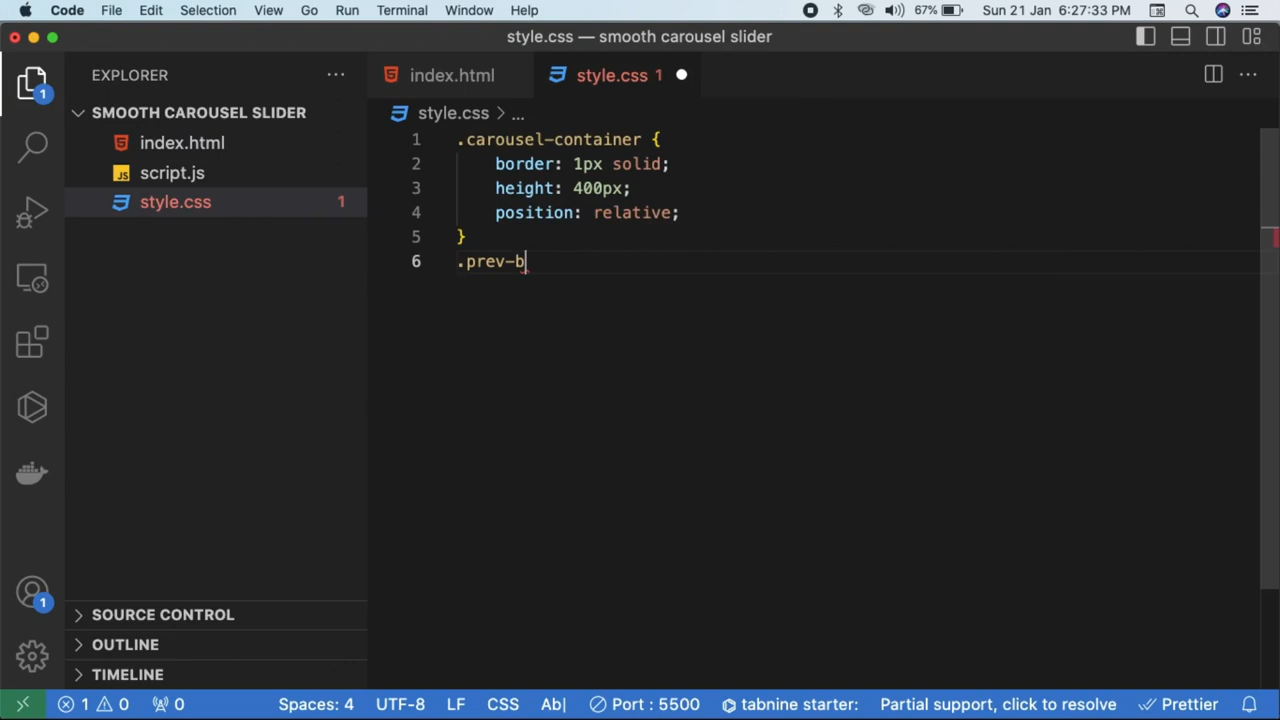 Code File Edit Selection View Go Run Terminal Window Help 67% Sun 21 Jan 6:27:33 PM
style.css — smooth carousel slider
EXPLORER ... index.html style.css 1
1
SMOOTH CAROUSEL SLIDER style.css > ...
index.html
JS script.js
style.css 1
1 .carousel-container {
2 border: 1px solid;
3 height: 400px;
4 position: relative;
5 }
6 .prev-b
1
SOURCE CONTROL
OUTLINE
TIMELINE
1 0 0 Spaces: 4 UTF-8 LF CSS Ab| Port : 5500 tabnine starter: Partial support, click to resolve Prettier